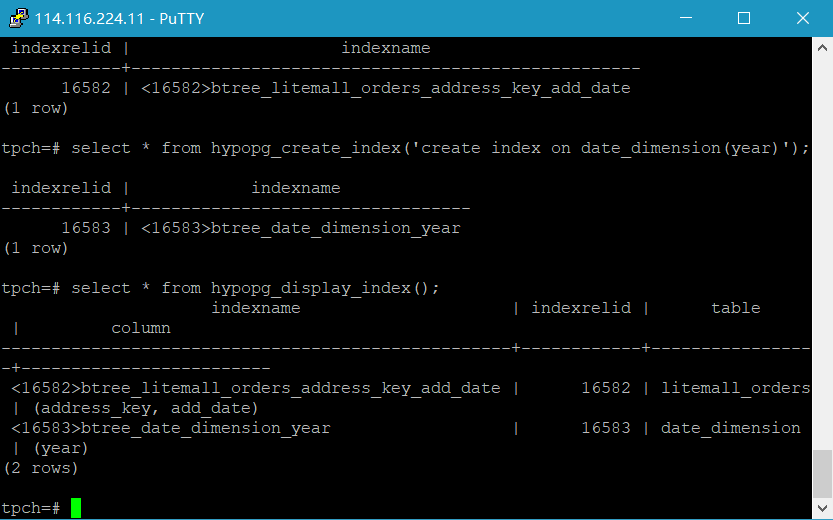 114.116.224.11 - PuTTY
 indexrelid |                     indexname
------------+---------------------------------------------------
      16582 | <16582>btree_litemall_orders_address_key_add_date
(1 row)
tpch=# select * from hypopg_create_index('create index on date_dimension(year)');
 indexrelid |            indexname
------------+----------------------------------
      16583 | <16583>btree_date_dimension_year
(1 row)
tpch=# select * from hypopg_display_index();
                     indexname                     | indexrelid |      table
 |         column
---------------------------------------------------+------------+----------------
-+-------------------------
 <16582>btree_litemall_orders_address_key_add_date |      16582 | litemall_orders
 | (address_key, add_date)
 <16583>btree_date_dimension_year                  |      16583 | date_dimension
 | (year)
(2 rows)
tpch=#